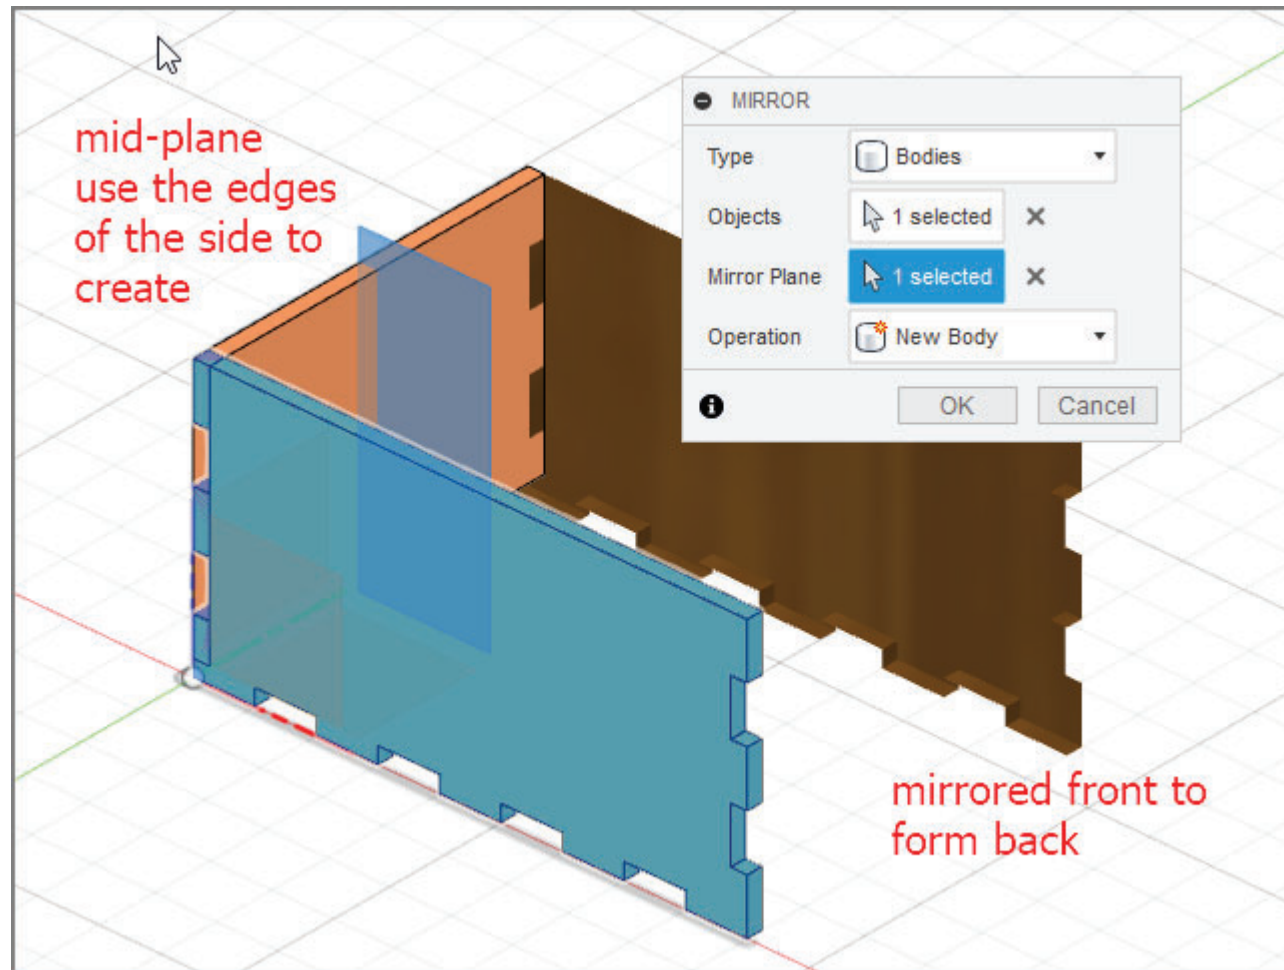 mid-plane
use the edges
of the side to
create
MIRROR
Type Bodies
Objects 1 selected
Mirror Plane 1 selected
Operation New Body
OK Cancel
mirrored front to
form back